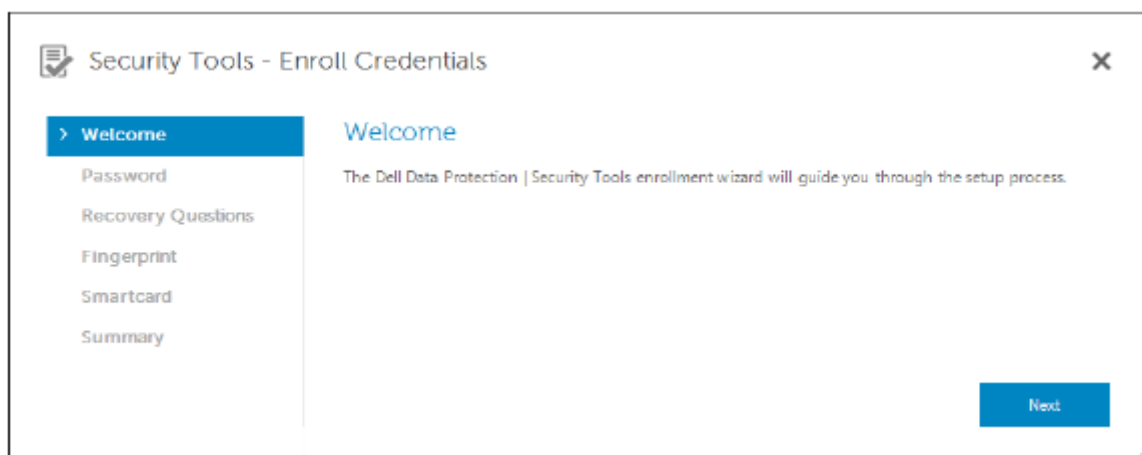 Security Tools - Enroll Credentials
Welcome
Password
Recovery Questions
Fingerprint
Smartcard
Summary
Welcome
The Dell Data Protection | Security Tools enrollment wizard will guide you through the setup process.
Next